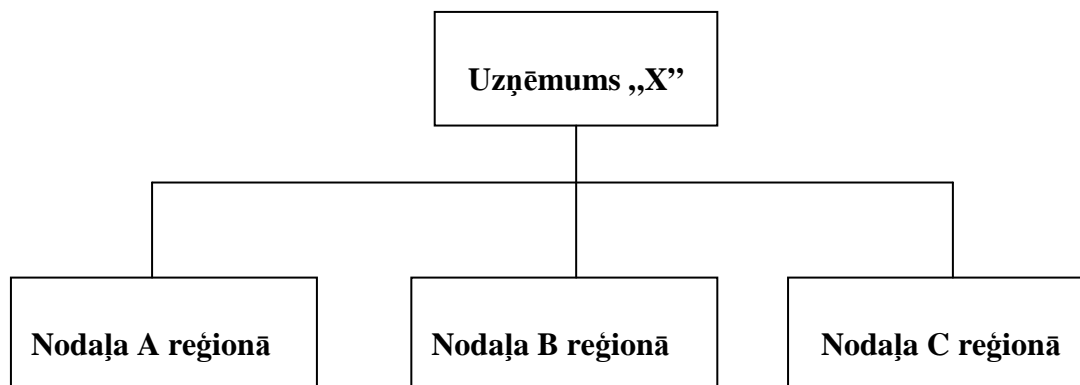 Uzņēmums „X”
Nodaļa A reģionā
Nodaļa B reģionā
Nodaļa C reģionā